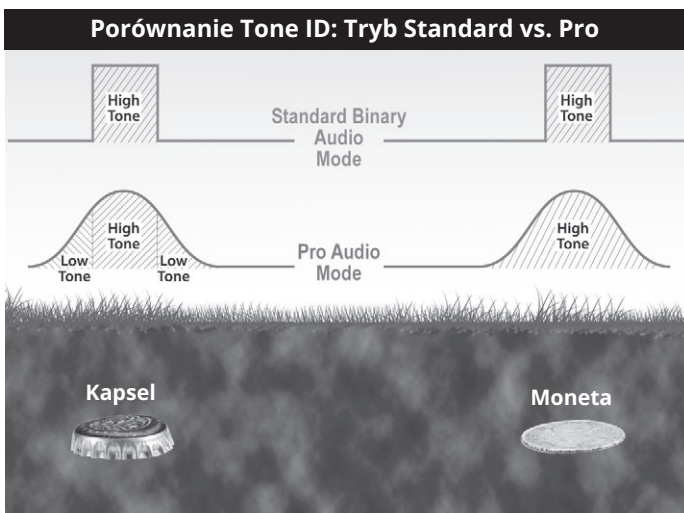 Porównanie Tone ID: Tryb Standard vs. Pro
High
Tone
Standard Binary
Audio
Mode
High
Tone
Low
Tone
High
Tone
Low
Tone
Pro Audio
Mode
High
Tone
Kapsel
Moneta